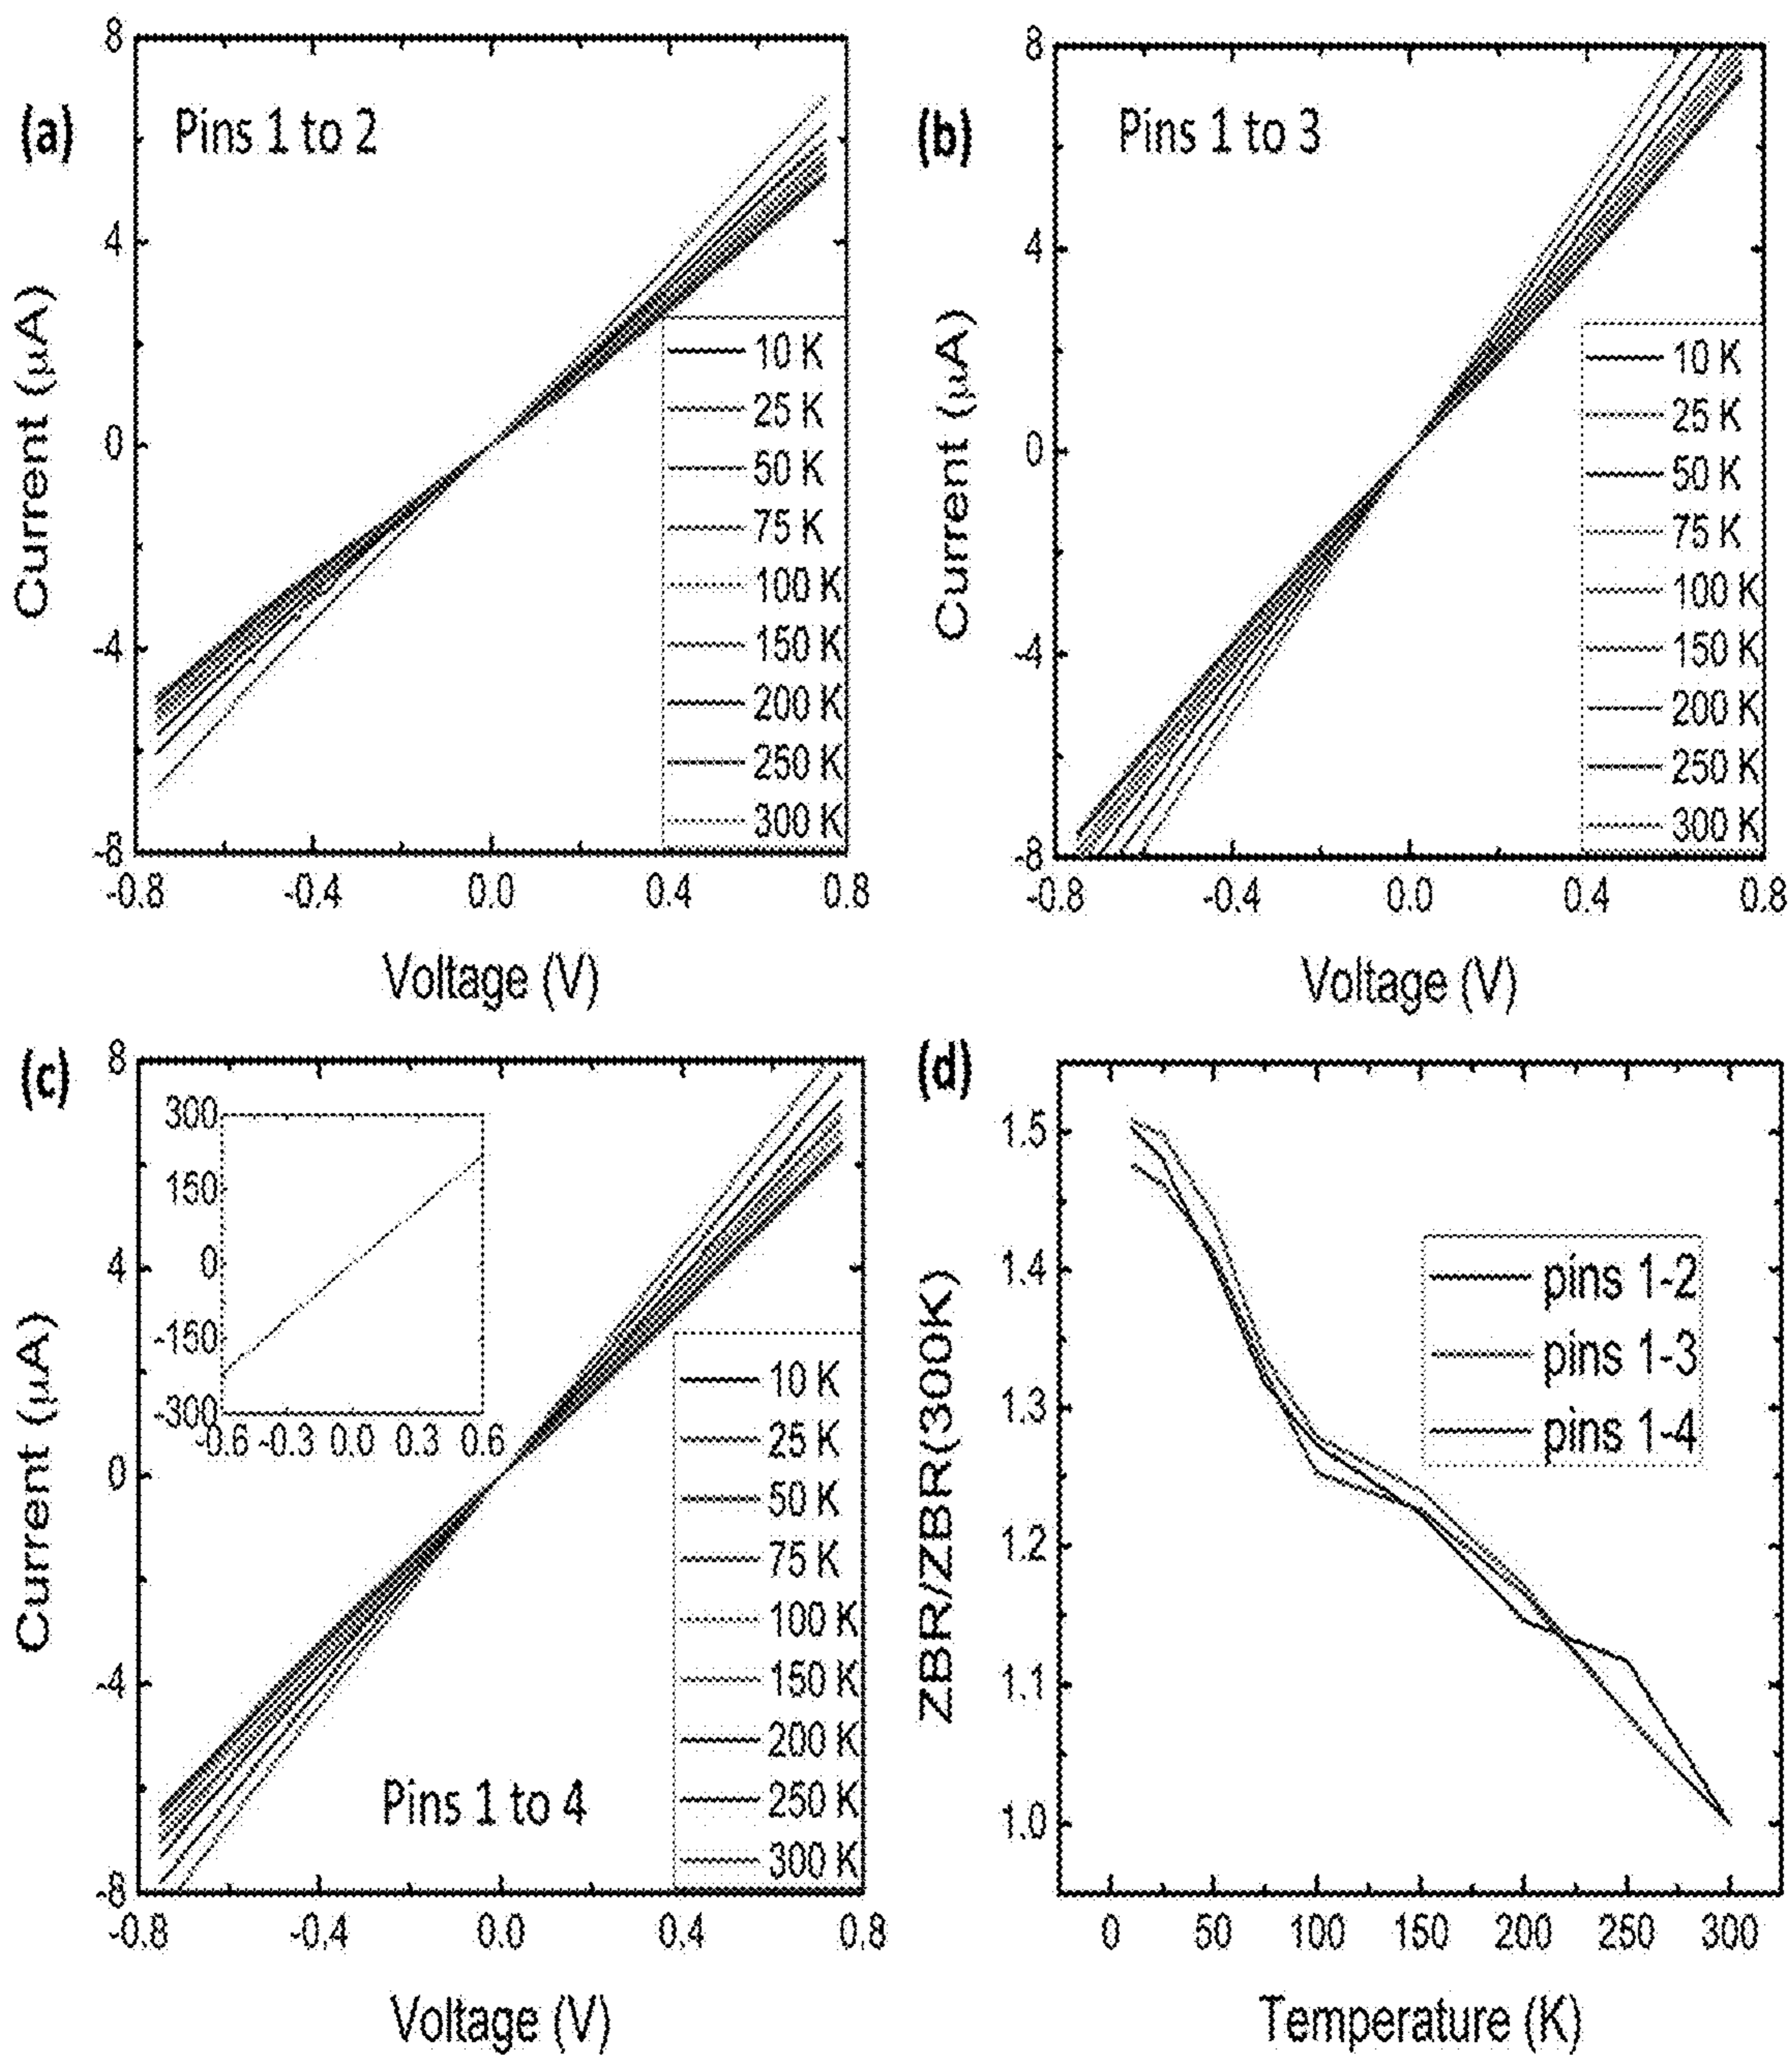 (a)
Pins 1 to 2
8
4
0
-4
-8
Current (µA)
10 K
25 K
50 K
75 K
100 K
150 K
200 K
250 K
300 K
-0.8 -0.4 0.0 0.4 0.8
Voltage (V)
(b)
Pins 1 to 3
8
4
0
-4
-8
Current (µA)
10 K
25 K
50 K
75 K
100 K
150 K
200 K
250 K
300 K
-0.8 -0.4 0.0 0.4 0.8
Voltage (V)
(c)
8
4
0
-4
-8
Current (µA)
300
150
0
-150
-300
-0.6 -0.3 0.0 0.3 0.6
10 K
25 K
50 K
75 K
100 K
150 K
200 K
250 K
300 K
Pins 1 to 4
-0.8 -0.4 0.0 0.4 0.8
Voltage (V)
(d)
1.5
1.4
1.3
1.2
1.1
1.0
ZBR/ZBR(300K)
pins 1-2
pins 1-3
pins 1-4
0 50 100 150 200 250 300
Temperature (K)